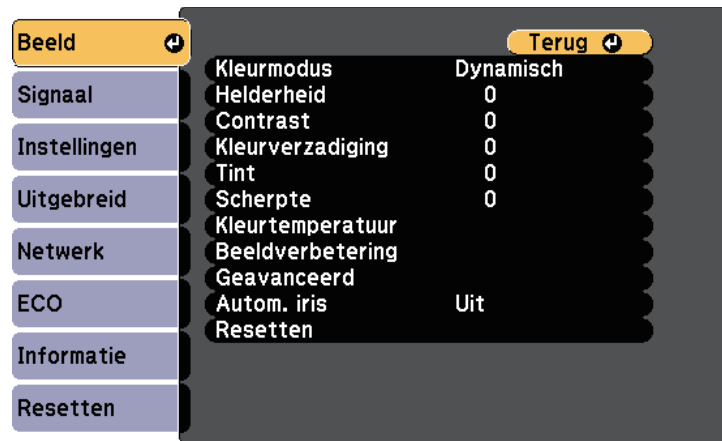 Beeld
Signaal
Instellingen
Uitgebreid
Netwerk
ECO
Informatie
Resetten
Terug
Kleurmodus Dynamisch
Helderheid 0
Contrast 0
Kleurverzadiging 0
Tint 0
Scherpte 0
Kleurtemperatuur
Beeldverbetering
Geavanceerd
Autom. iris Uit
Resetten